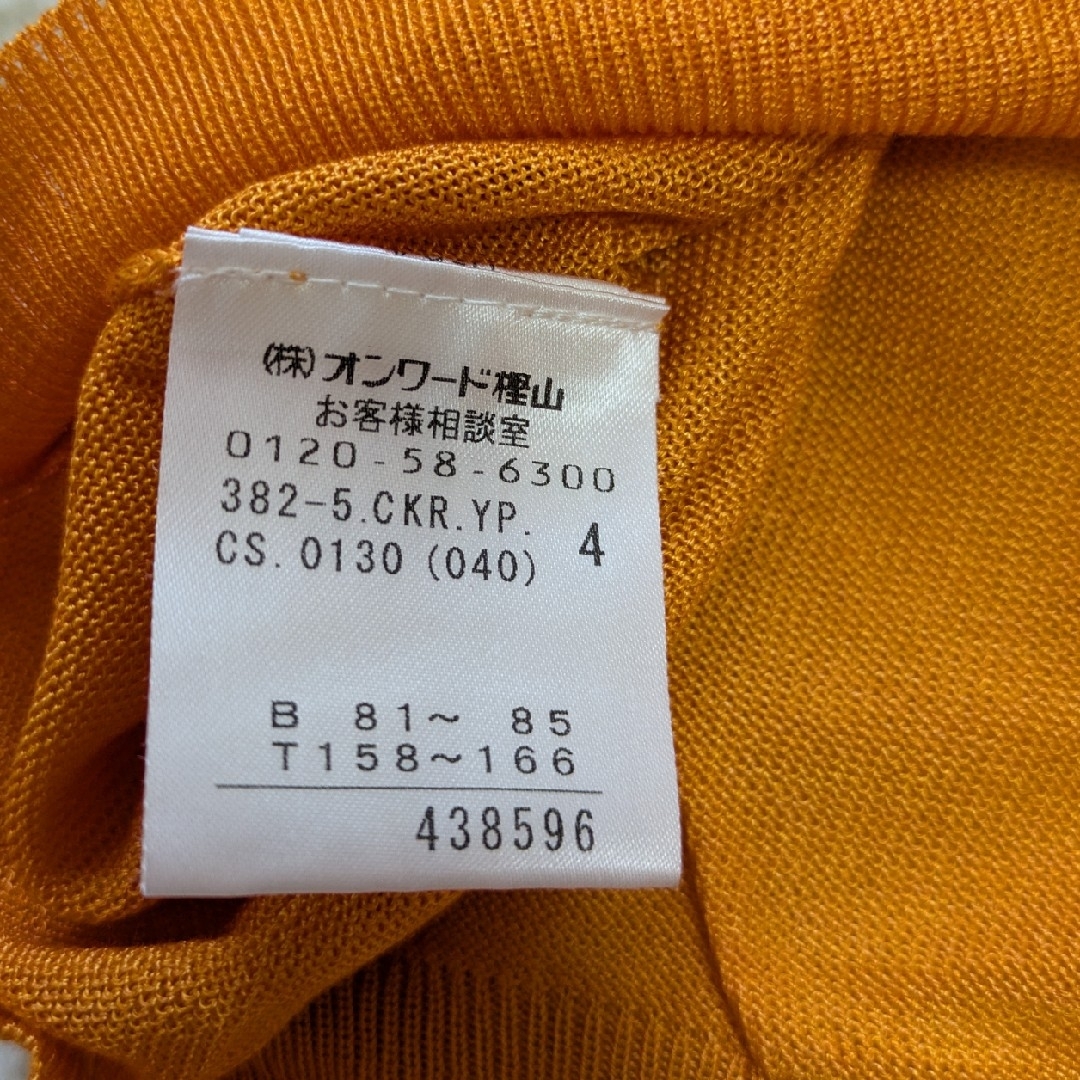 (株)オンワード樫山
お客様相談室
0120-58-6300
382-5.CKR.YP.
CS.0130 (040) 4
B 81～ 85
T158～166
438596